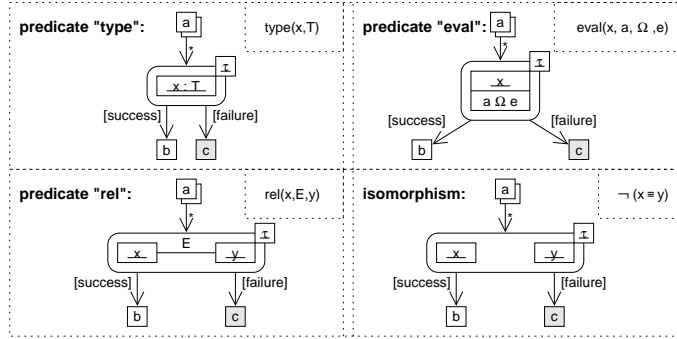 predicate "type":
a
type(x,T)
*
τ
x : T
[success]
[failure]
b
c
predicate "eval":
a
eval(x, a, Ω ,e)
*
τ
x
a Ω e
[success]
[failure]
b
c
predicate "rel":
a
rel(x,E,y)
*
τ
x
E
y
[success]
[failure]
b
c
isomorphism:
a
¬ (x ≡ y)
*
τ
x
y
[success]
[failure]
b
c